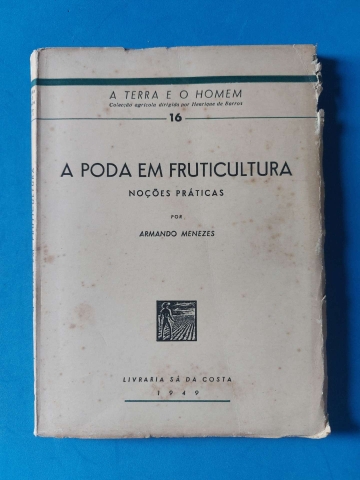 A TERRA E O HOMEM
Colecção agrícola dirigida por Henrique de Barros
16
A PODA EM FRUTICULTURA
NOÇÕES PRÁTICAS
POR
ARMANDO MENEZES
LIVRARIA SÁ DA COSTA
1949